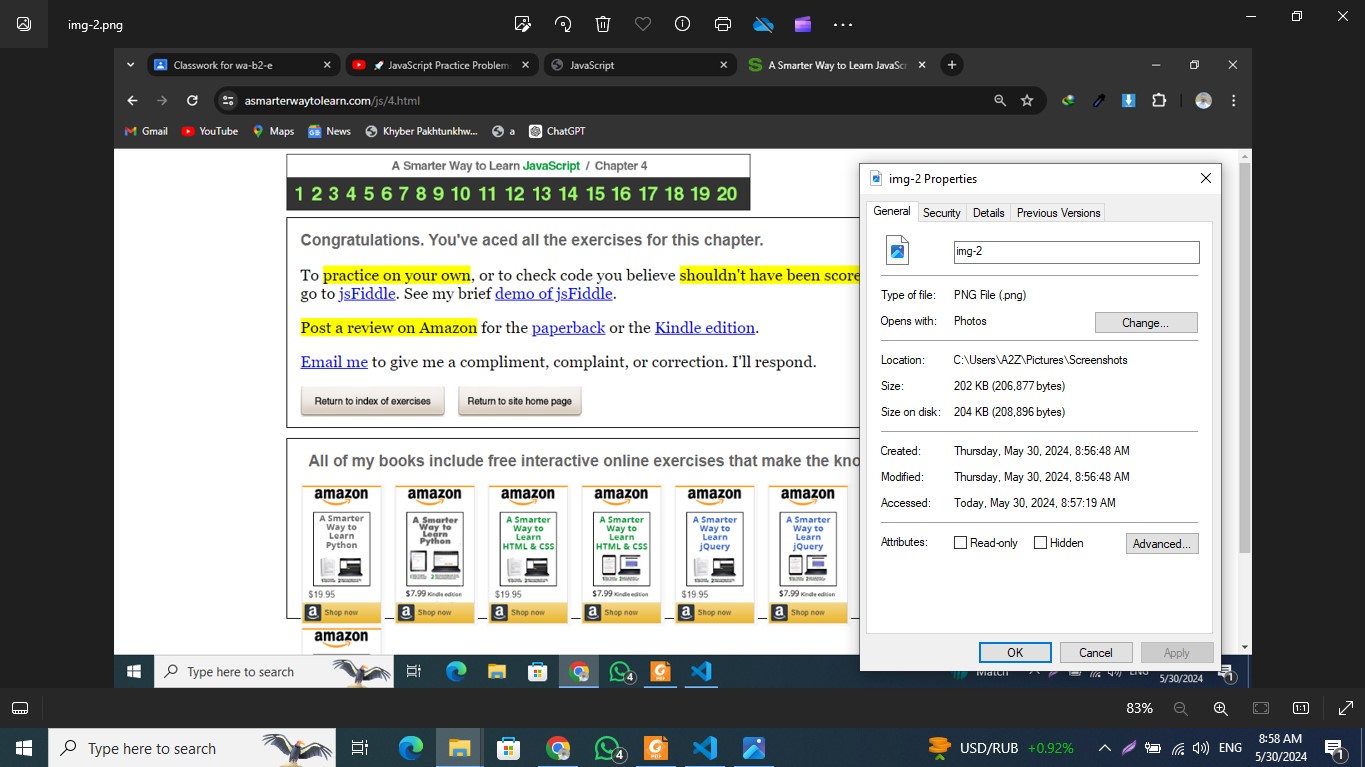 img-2.png
Classwork for wa-b2-e
JavaScript Practice Problem
JavaScript
A Smarter Way to Learn JavaSc
asmarterwaytolearn.com/js/4.html
Gmail YouTube Maps News Khyber Pakhtunkhw... a ChatGPT
A Smarter Way to Learn JavaScript / Chapter 4
1 2 3 4 5 6 7 8 9 10 11 12 13 14 15 16 17 18 19 20
Congratulations. You've aced all the exercises for this chapter.
To practice on your own, or to check code you believe shouldn't have been score
go to jsFiddle. See my brief demo of jsFiddle.
Post a review on Amazon for the paperback or the Kindle edition.
Email me to give me a compliment, complaint, or correction. I'll respond.
Return to index of exercises Return to site home page
All of my books include free interactive online exercises that make the kno
amazon amazon amazon amazon amazon amazon
A Smarter Way to Learn Python
A Smarter Way to Learn Python
A Smarter Way to Learn HTML & CSS
A Smarter Way to Learn HTML & CSS
A Smarter Way to Learn jQuery
A Smarter Way to Learn jQuery
$19.95 $7.99 Kindle edition $19.95 $7.99 Kindle edition $19.95 $7.99 Kindle edition
a Shop now a Shop now a Shop now a Shop now a Shop now a Shop now
amazon
img-2 Properties
General Security Details Previous Versions
img-2
Type of file: PNG File (.png)
Opens with: Photos Change...
Location: C:\Users\A2Z\Pictures\Screenshots
Size: 202 KB (206,877 bytes)
Size on disk: 204 KB (208,896 bytes)
Created: Thursday, May 30, 2024, 8:56:48 AM
Modified: Thursday, May 30, 2024, 8:56:48 AM
Accessed: Today, May 30, 2024, 8:57:19 AM
Attributes: Read-only Hidden Advanced...
OK Cancel Apply
Type here to search
4
Match
ENG
5/30/2024
1
83%
1:1
Type here to search
4
USD/RUB +0.92%
ENG
8:58 AM
5/30/2024
1